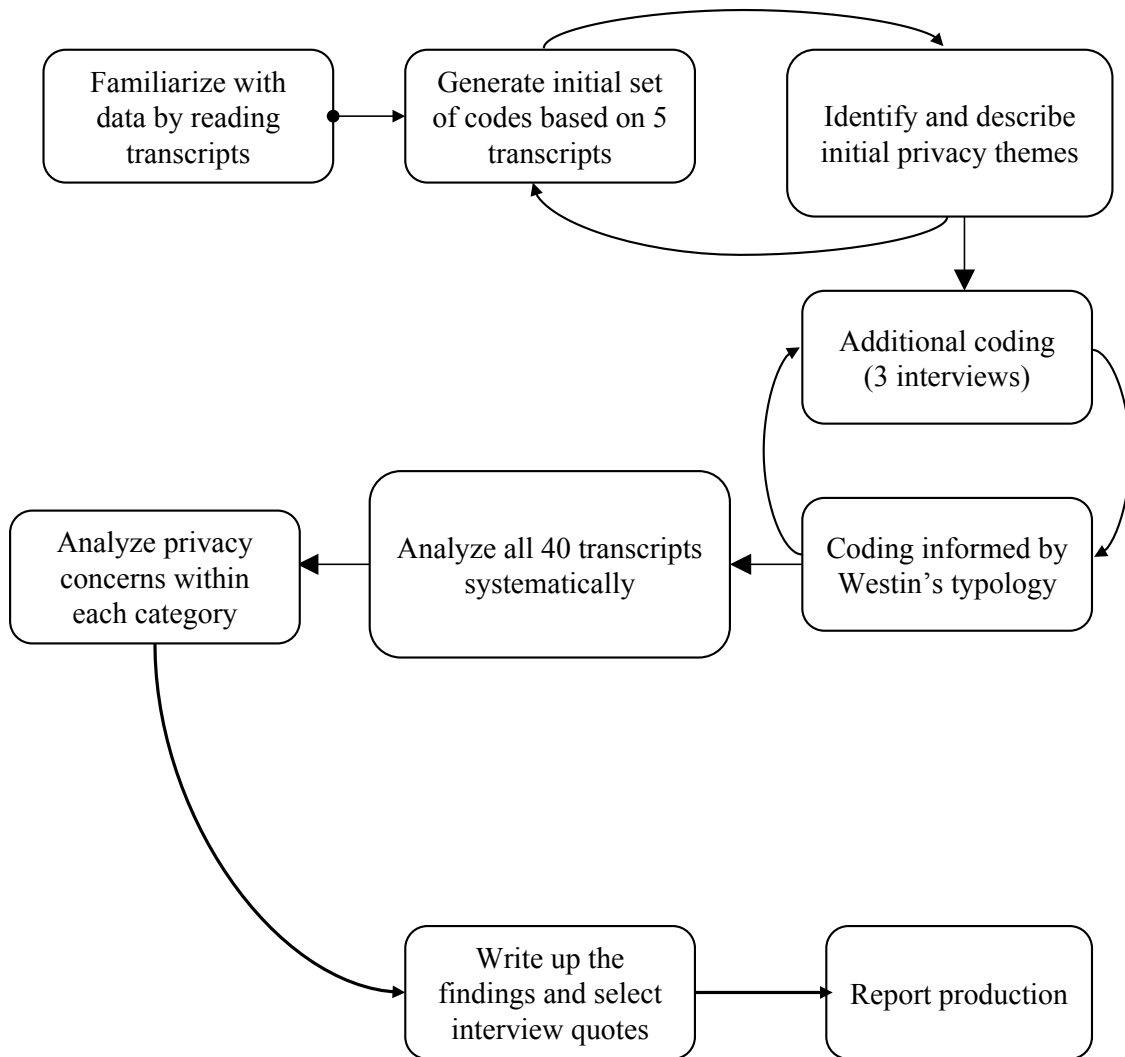 Familiarize with
data by reading
transcripts
Generate initial set
of codes based on 5
transcripts
Identify and describe
initial privacy themes
Additional coding
(3 interviews)
Coding informed by
Westin’s typology
Analyze all 40 transcripts
systematically
Analyze privacy
concerns within
each category
Write up the
findings and select
interview quotes
Report production